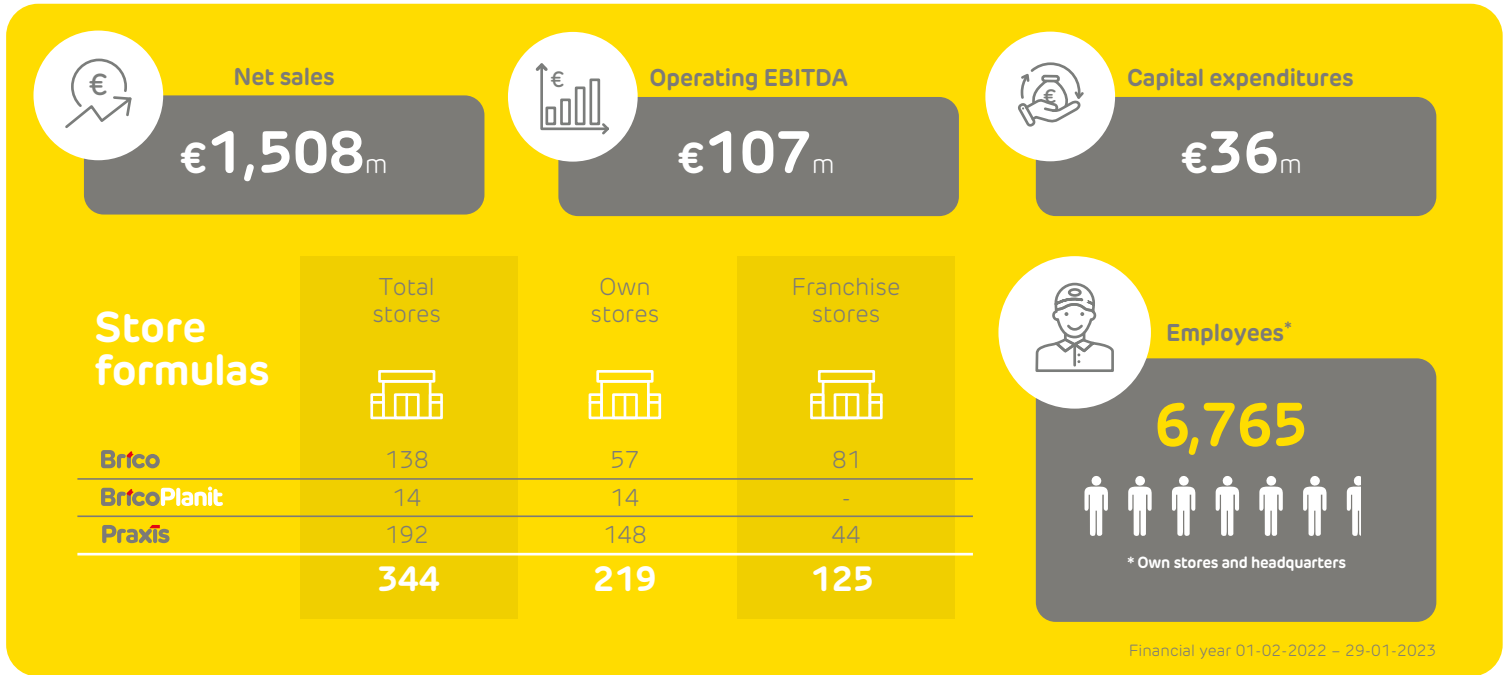 Net sales
€1,508m
Operating EBITDA
€107m
Capital expenditures
€36m
Store
formulas
Total
stores
Own
stores
Franchise
stores
Brico 138 57 81
BricoPlanit 14 14 -
Praxis 192 148 44
344 219 125
Employees*
6,765
* Own stores and headquarters
Financial year 01-02-2022 – 29-01-2023
€
€
€